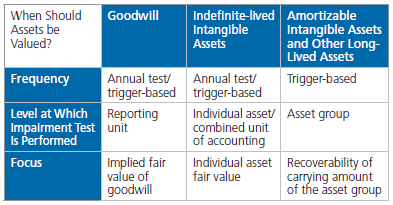 When Should
Assets be
Valued?
Goodwill
Indefinite-lived
Intangible
Assets
Amortizable
Intangible Assets
and Other Long-
Lived Assets
Frequency
Annual test/
trigger-based
Annual test/
trigger-based
Trigger-based
Level at Which
Impairment Test
Is Performed
Reporting
unit
Individual asset/
combined unit
of accounting
Asset group
Focus
Implied fair
value of
goodwill
Individual asset
fair value
Recoverability of
carrying amount
of the asset group